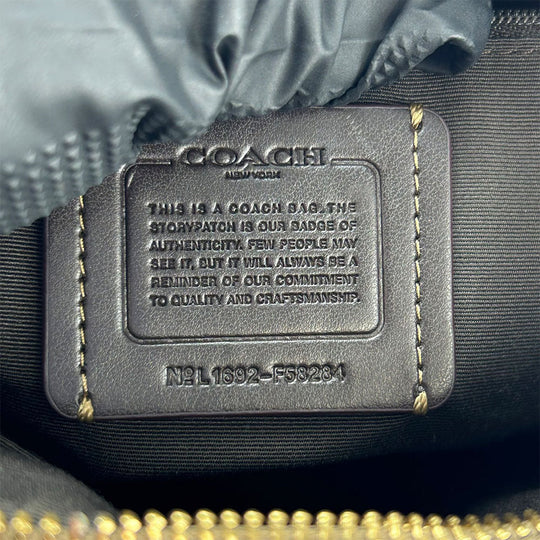 COACH
NEW YORK
THIS IS A COACH BAG. THE
STORYPATCH IS OUR BADGE OF
AUTHENTICITY. FEW PEOPLE MAY
SEE IT, BUT IT WILL ALWAYS BE A
REMINDER OF OUR COMMITMENT
TO QUALITY AND CRAFTSMANSHIP.
No L1692-F58284